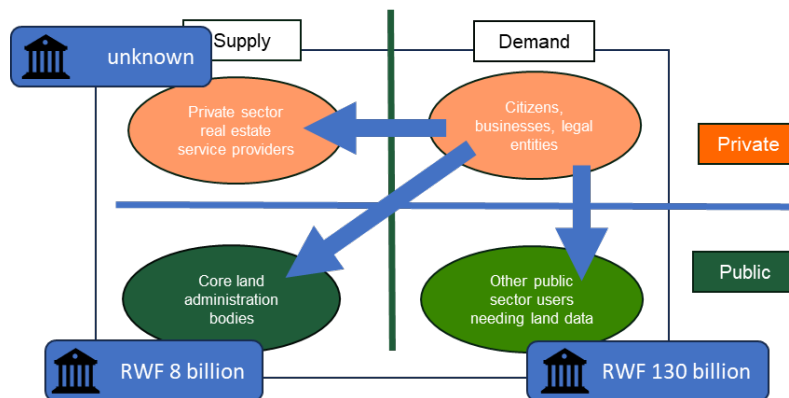 Supply
Demand
unknown
Private sector
real estate
service providers
Citizens,
businesses, legal
entities
Private
Core land
administration
bodies
Other public
sector users
needing land data
Public
RWF 8 billion
RWF 130 billion